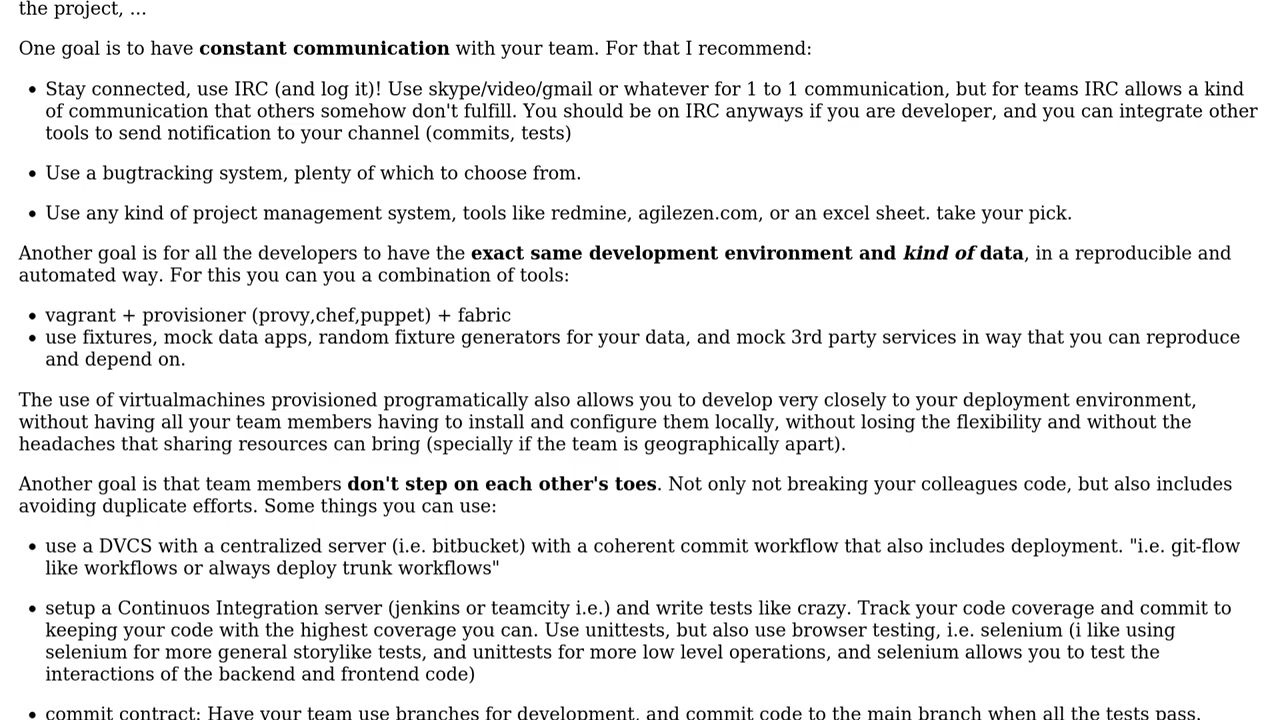 the project, ...
One goal is to have constant communication with your team. For that I recommend:
• Stay connected, use IRC (and log it)! Use skype/video/gmail or whatever for 1 to 1 communication, but for teams IRC allows a kind
of communication that others somehow don't fulfill. You should be on IRC anyways if you are developer, and you can integrate other
tools to send notification to your channel (commits, tests)
• Use a bugtracking system, plenty of which to choose from.
• Use any kind of project management system, tools like redmine, agilezen.com, or an excel sheet. take your pick.
Another goal is for all the developers to have the exact same development environment and kind of data, in a reproducible and
automated way. For this you can you a combination of tools:
• vagrant + provisioner (provy,chef,puppet) + fabric
• use fixtures, mock data apps, random fixture generators for your data, and mock 3rd party services in way that you can reproduce
and depend on.
The use of virtualmachines provisioned programatically also allows you to develop very closely to your deployment environment,
without having all your team members having to install and configure them locally, without losing the flexibility and without the
headaches that sharing resources can bring (specially if the team is geographically apart).
Another goal is that team members don't step on each other's toes. Not only not breaking your colleagues code, but also includes
avoiding duplicate efforts. Some things you can use:
• use a DVCS with a centralized server (i.e. bitbucket) with a coherent commit workflow that also includes deployment. "i.e. git-flow
like workflows or always deploy trunk workflows"
• setup a Continuos Integration server (jenkins or teamcity i.e.) and write tests like crazy. Track your code coverage and commit to
keeping your code with the highest coverage you can. Use unittests, but also use browser testing, i.e. selenium (i like using
selenium for more general storylike tests, and unittests for more low level operations, and selenium allows you to test the
interactions of the backend and frontend code)
• commit contract: Have your team use branches for development, and commit code to the main branch when all the tests pass.